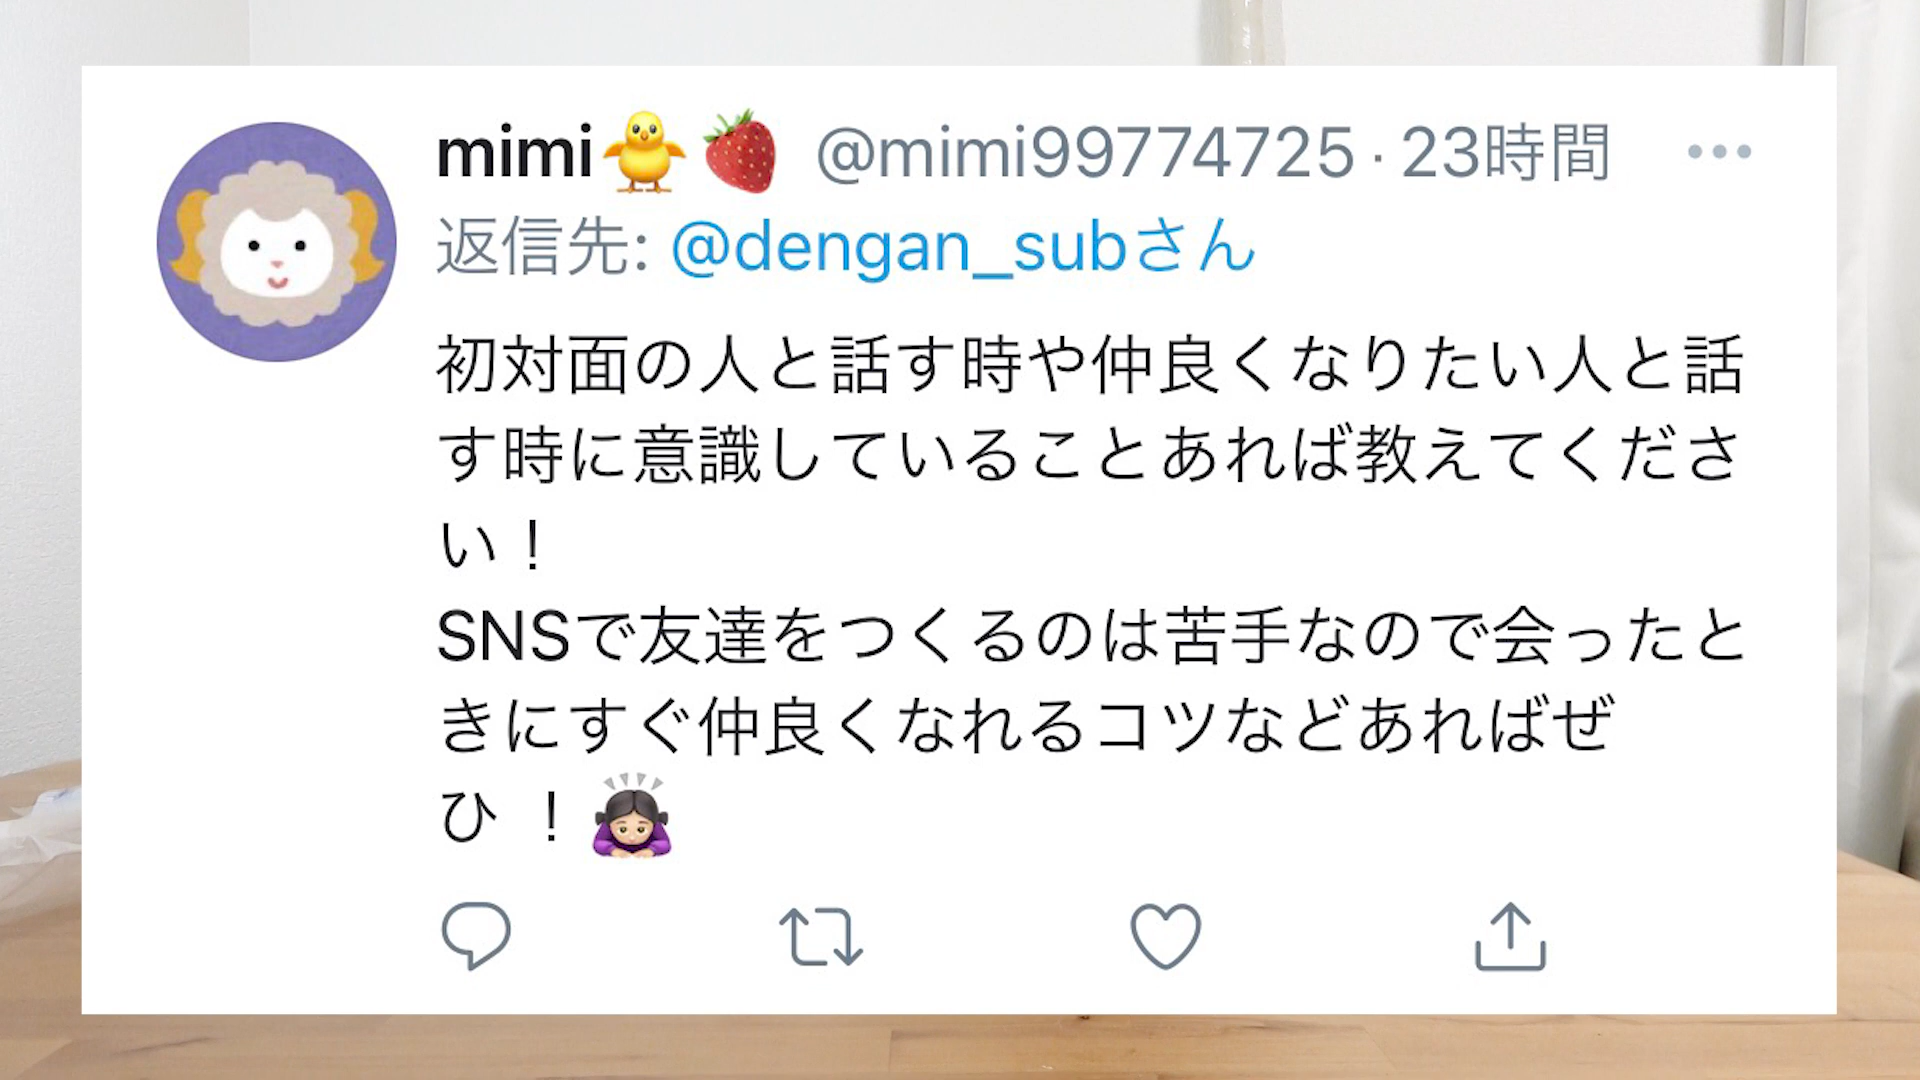 mimi🐥🍓 @mimi99774725 · 23時間
返信先: @dengan_subさん
初対面の人と話す時や仲良くなりたい人と話
す時に意識していることあれば教えてくださ
い！
SNSで友達をつくるのは苦手なので会ったと
きにすぐ仲良くなれるコツなどあればぜ
ひ ！🙇🏻‍♀️